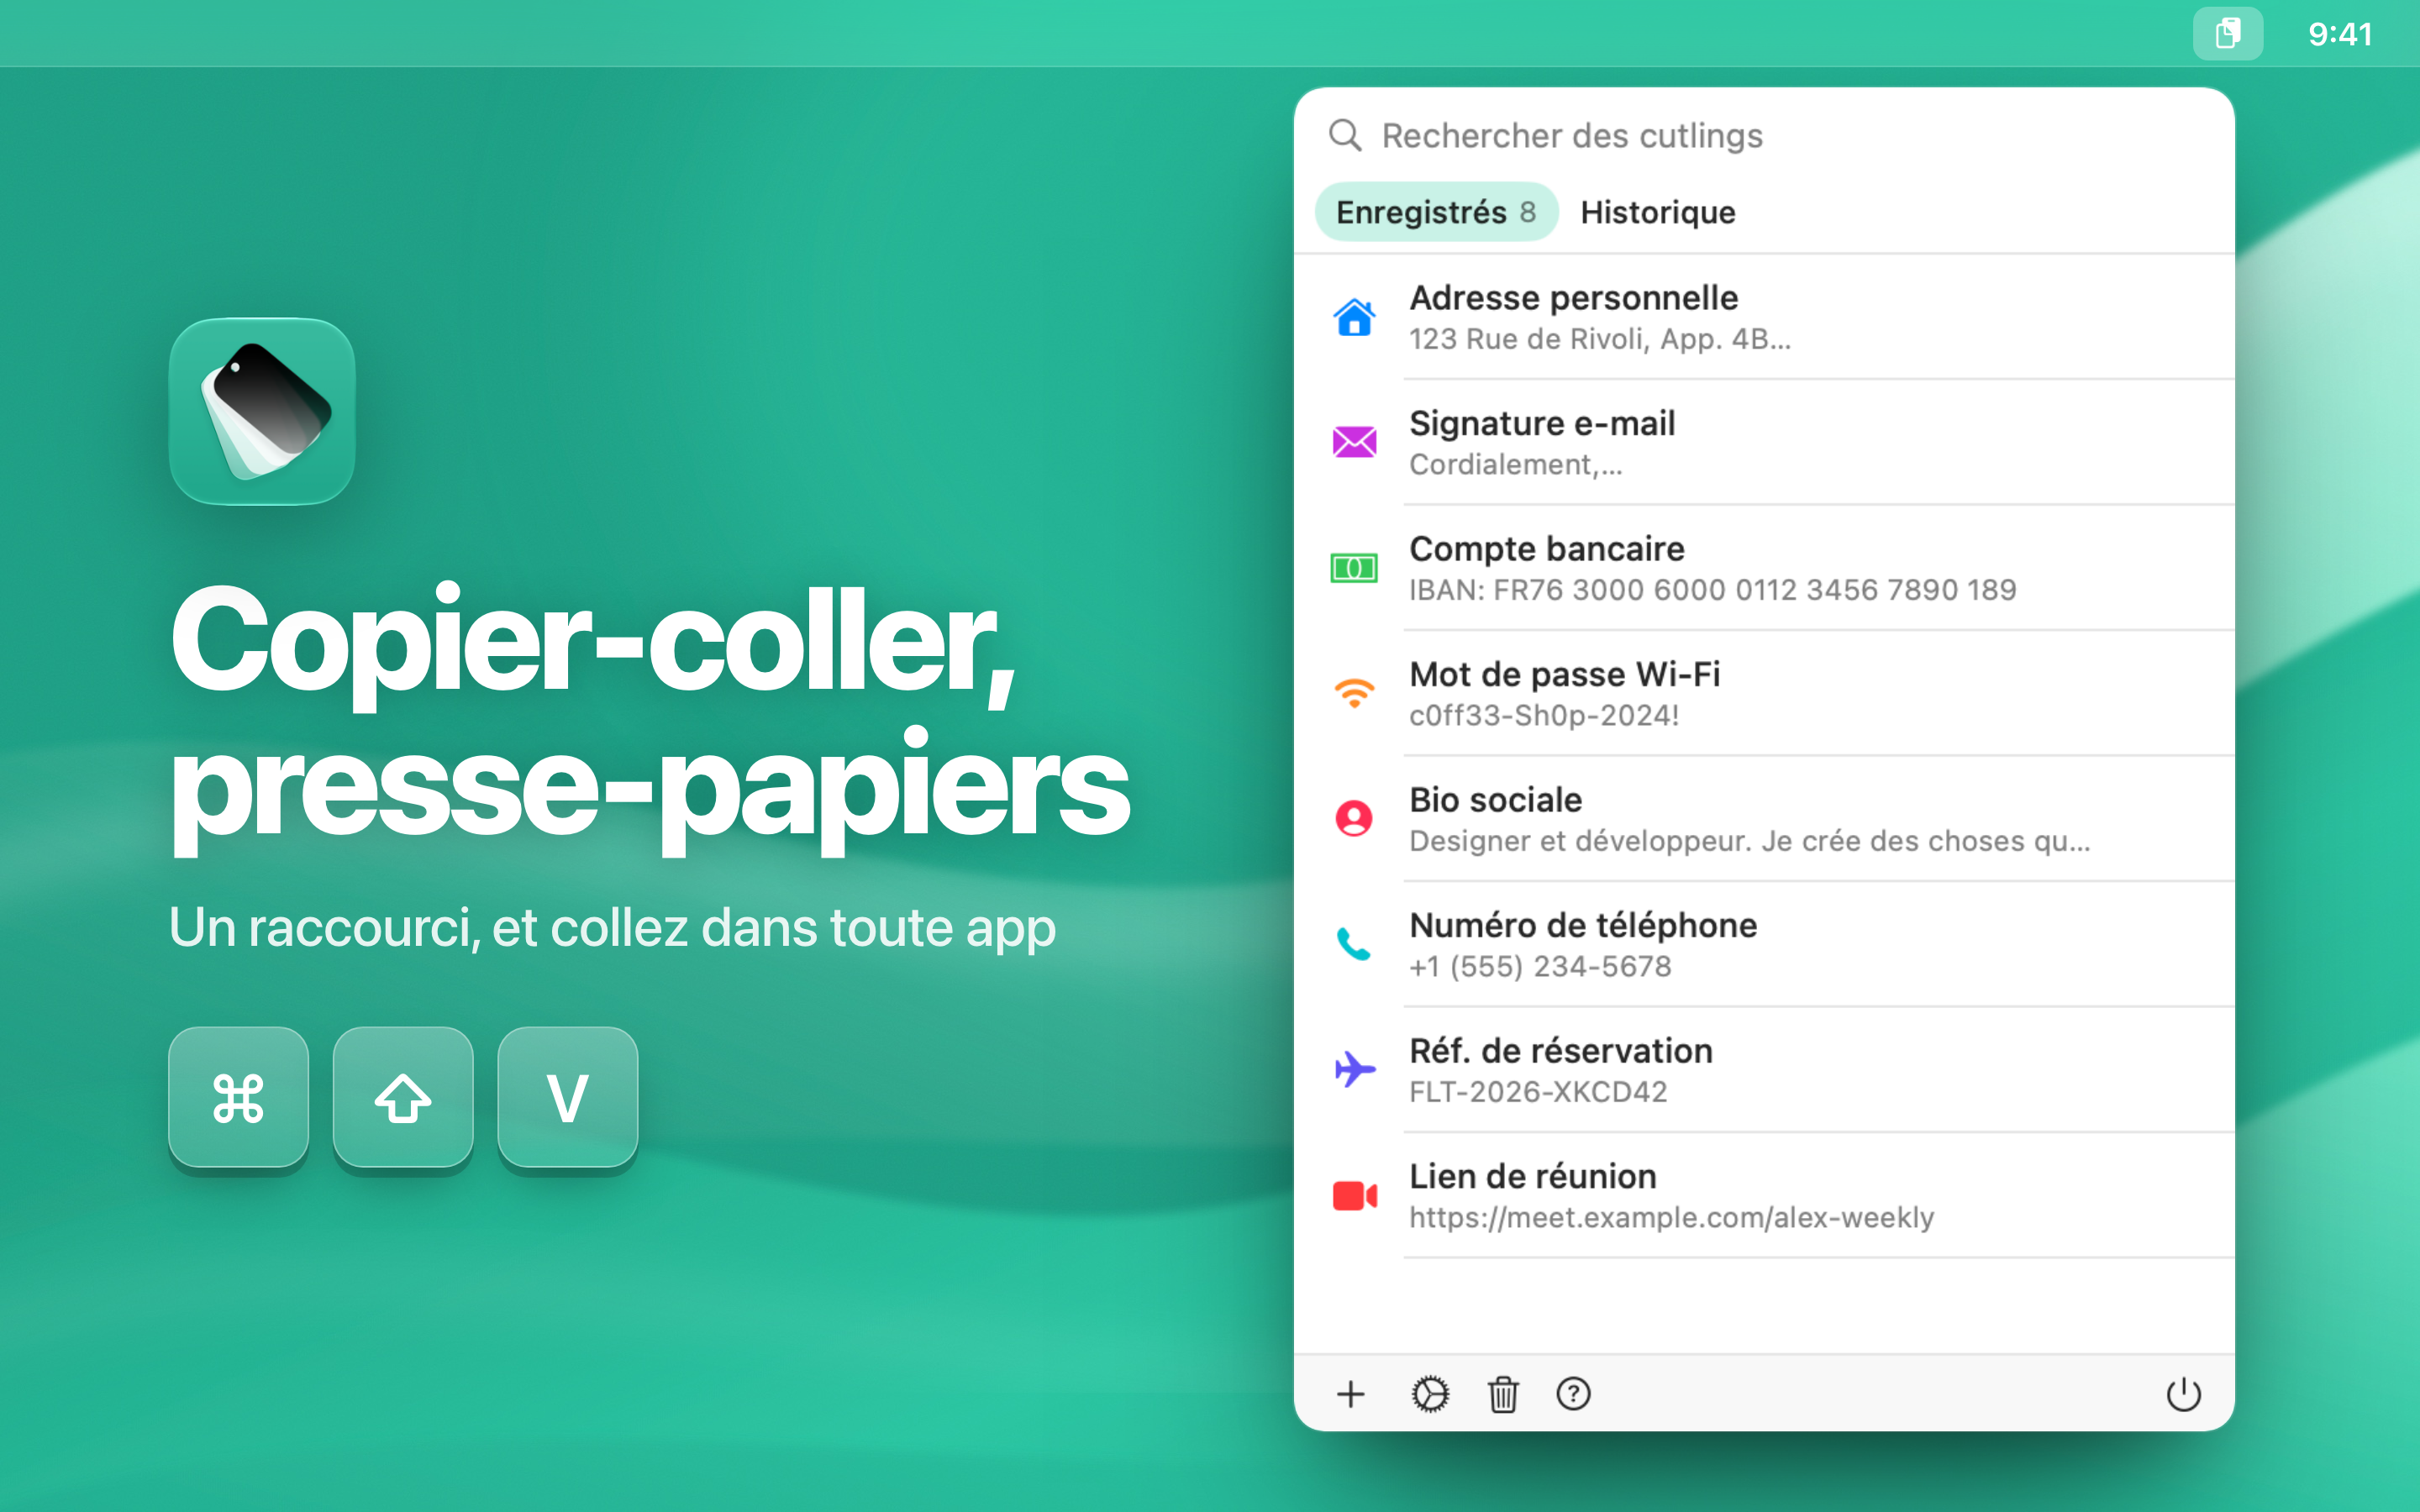 9:41
Copier-coller,
presse-papiers
Un raccourci, et collez dans toute app
⌘ ⇧ V
Rechercher des cutlings
Enregistrés 8 Historique
Adresse personnelle
123 Rue de Rivoli, App. 4B...
Signature e-mail
Cordialement,...
Compte bancaire
IBAN: FR76 3000 6000 0112 3456 7890 189
Mot de passe Wi-Fi
c0ff33-Sh0p-2024!
Bio sociale
Designer et développeur. Je crée des choses qu...
Numéro de téléphone
+1 (555) 234-5678
Réf. de réservation
FLT-2026-XKCD42
Lien de réunion
https://meet.example.com/alex-weekly